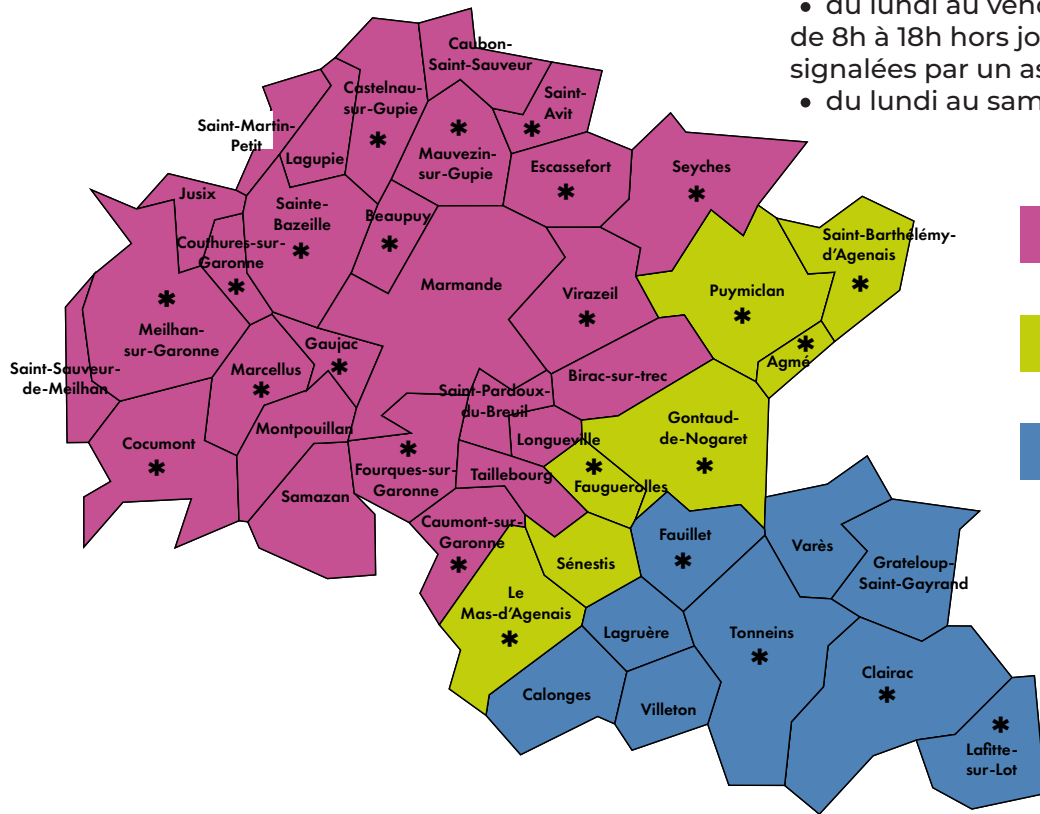 • du lundi au
de 8h à 18h hors
signalées par un
• du lundi au
Caubon-
Saint-Sauveur
Castelnau-
sur-Gupie
*
Saint-
Avit
*
Saint-Martin-
Petit
Lagupie
*
Mauvezin-
sur-Gupie
Escassefort
*
Seyches
*
Jusix
Sainte-
Bazeille
*
Beaupuy
*
Couthures-sur-
Garonne
*
Saint-Barthélémy-
d'Agenais
*
Marmande
Virazeil
*
Puymiclan
*
*
Meilhan-
sur-Garonne
Gaujac
*
*
Agmé
Saint-Sauveur-
de-Meilhan
Marcellus
*
Birac-sur-trec
Saint-Pardoux-
du-Breuil
Montpouillan
Longueville
Gontaud-
de-Nogaret
*
Cocumont
*
*
Fourques-sur-
Garonne
Taillebourg
*
Fauguerolles
Samazan
Caumont-sur-
Garonne
*
Sénestis
Fauillet
*
Varès
Grateloup-
Saint-Gayrand
Le
Mas-d'Agenais
*
Lagruère
Tonneins
*
Calonges
Villeton
Clairac
*
*
Lafitte-
sur-Lot